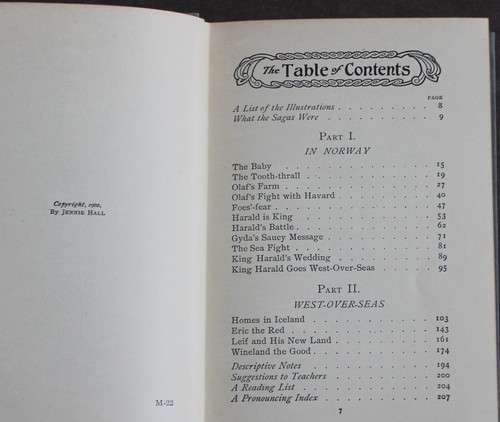 Copyright, 1902,
By Jennie Hall
M-22
The Table of Contents
PAGE
A List of the Illustrations . . . . . . . . . 8
What the Sagas Were . . . . . . . . . . 9
Part I.
IN NORWAY
The Baby . . . . . . . . . . . . 15
The Tooth-thrall . . . . . . . . . . . 19
Olaf's Farm . . . . . . . . . . . . 27
Olaf's Fight with Havard . . . . . . . . . 40
Foes'-fear . . . . . . . . . . . . 47
Harald is King . . . . . . . . . . . 53
Harald's Battle . . . . . . . . . . . 62
Gyda's Saucy Message . . . . . . . . . 71
The Sea Fight . . . . . . . . . . . 81
King Harald's Wedding . . . . . . . . . 89
King Harald Goes West-Over-Seas . . . . . . 95
Part II.
WEST-OVER-SEAS
Homes in Iceland . . . . . . . . . . 103
Eric the Red . . . . . . . . . . . 143
Leif and His New Land . . . . . . . . . 161
Wineland the Good . . . . . . . . . . 174
Descriptive Notes . . . . . . . . . . 194
Suggestions to Teachers . . . . . . . . . 200
A Reading List . . . . . . . . . . . 204
A Pronouncing Index . . . . . . . . . . 207
7